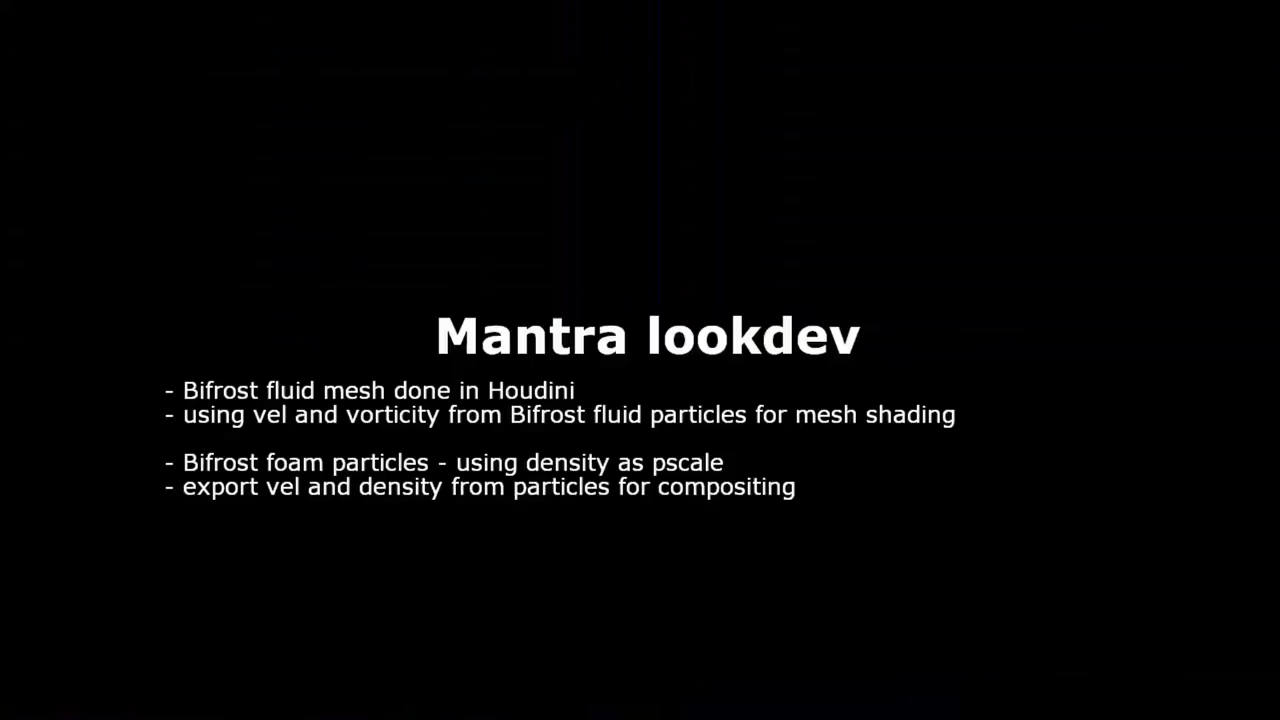 Mantra lookdev
- Bifrost fluid mesh done in Houdini
- using vel and vorticity from Bifrost fluid particles for mesh shading
- Bifrost foam particles - using density as pscale
- export vel and density from particles for compositing